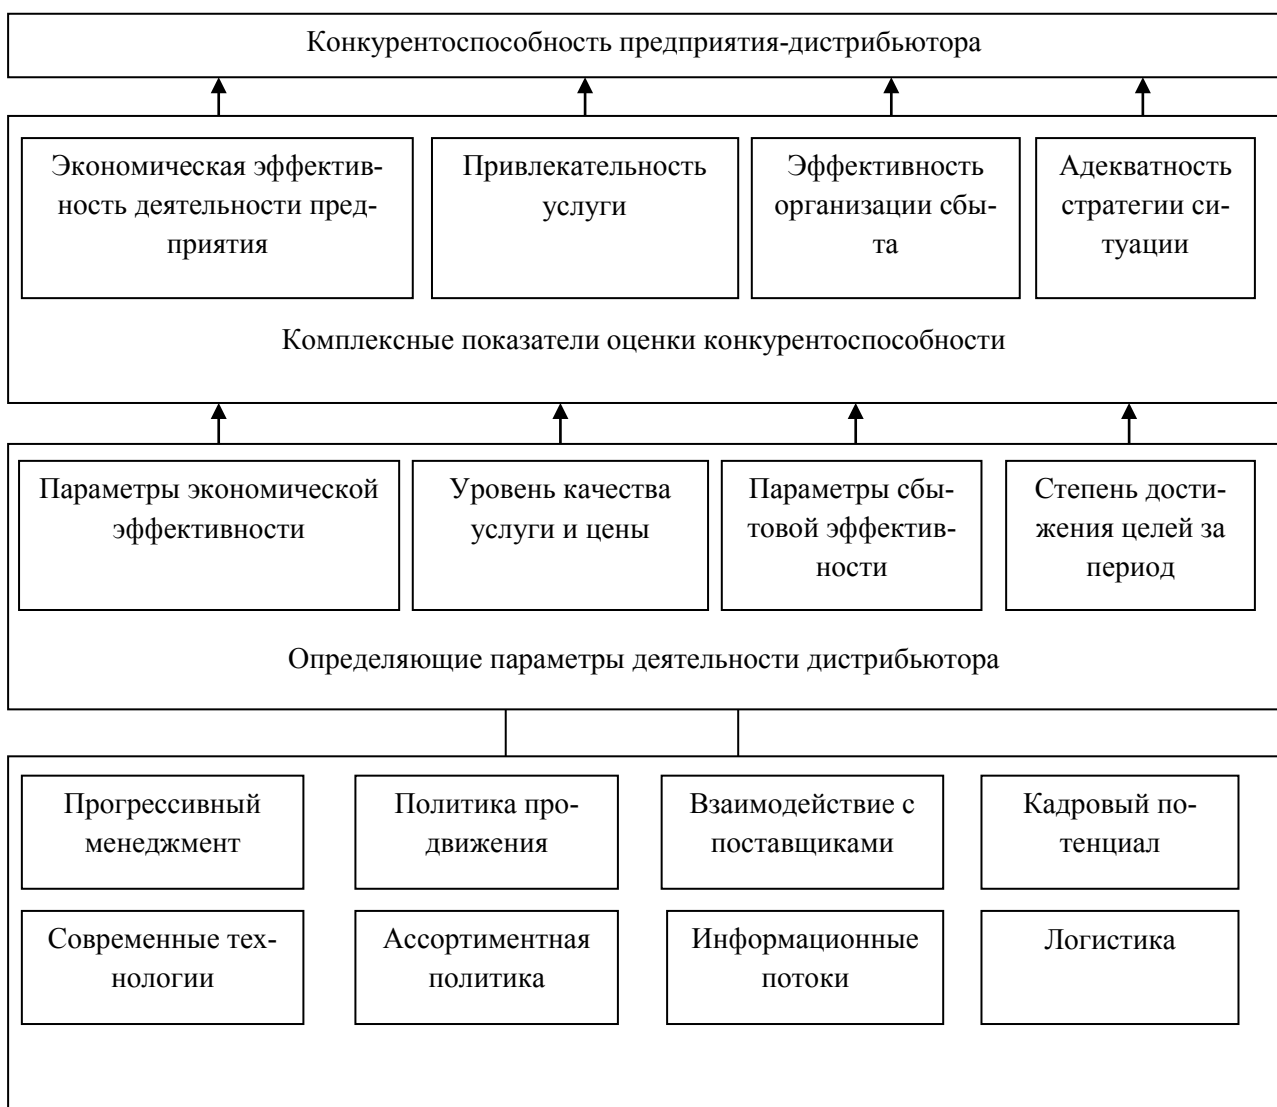 Конкурентоспособность предприятия-дистрибьютора
Экономическая эффектив-
ность деятельности пред-
приятия
Привлекательность
услуги
Эффективность
организации сбы-
та
Адекватность
стратегии си-
туации
Комплексные показатели оценки конкурентоспособности
Параметры экономической
эффективности
Уровень качества
услуги и цены
Параметры сбы-
товой эффектив-
ности
Степень дости-
жения целей за
период
Определяющие параметры деятельности дистрибьютора
Прогрессивный
менеджмент
Политика про-
движения
Взаимодействие с
поставщиками
Кадровый по-
тенциал
Современные тех-
нологии
Ассортиментная
политика
Информационные
потоки
Логистика